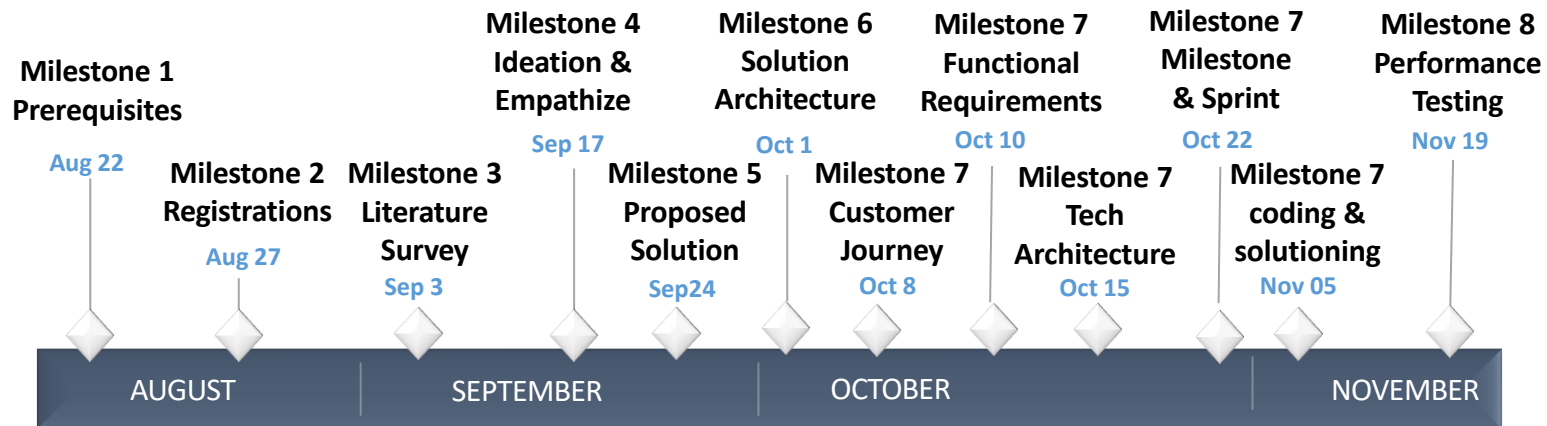 Milestone 1
Prerequisites
Aug 22
Milestone 2
Registrations
Aug 27
Milestone 3
Literature
Survey
Sep 3
Milestone 4
Ideation &
Empathize
Sep 17
Milestone 5
Proposed
Solution
Sep24
Milestone 6
Solution
Architecture
Oct 1
Milestone 7
Customer
Journey
Oct 8
Milestone 7
Functional
Requirements
Oct 10
Milestone 7
Tech
Architecture
Oct 15
Milestone 7
Milestone
& Sprint
Oct 22
Milestone 7
coding &
solutioning
Nov 05
Milestone 8
Performance
Testing
Nov 19
AUGUST
SEPTEMBER
OCTOBER
NOVEMBER